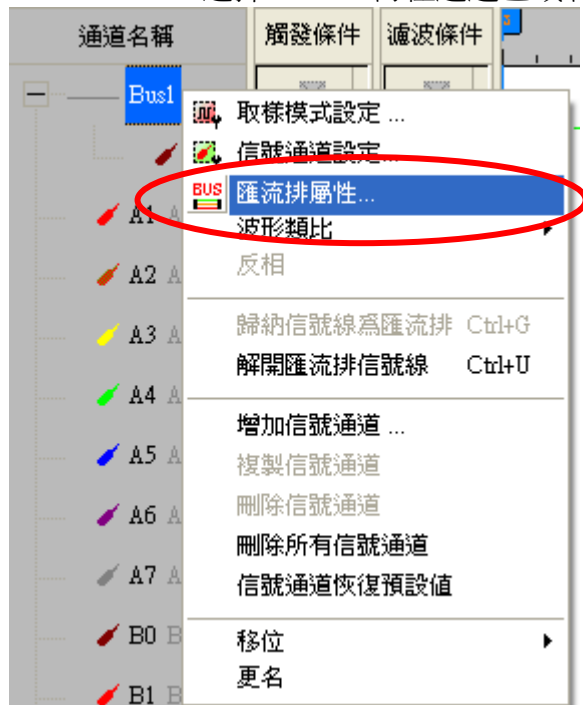 通道名稱 觸發條件 濾波條件
Bus1
取樣模式設定 ...
信號通道設定...
BUS 匯流排屬性...
A1 A
波形類比
反相
A2 A
A3 A
歸納信號線為匯流排 Ctrl+G
解開匯流排信號線 Ctrl+U
A4 A
增加信號通道 ...
A5 A
複製信號通道
A6 A
刪除信號通道
刪除所有信號通道
A7 A
信號通道恢復預設值
B0 B
移位
更名
B1 B